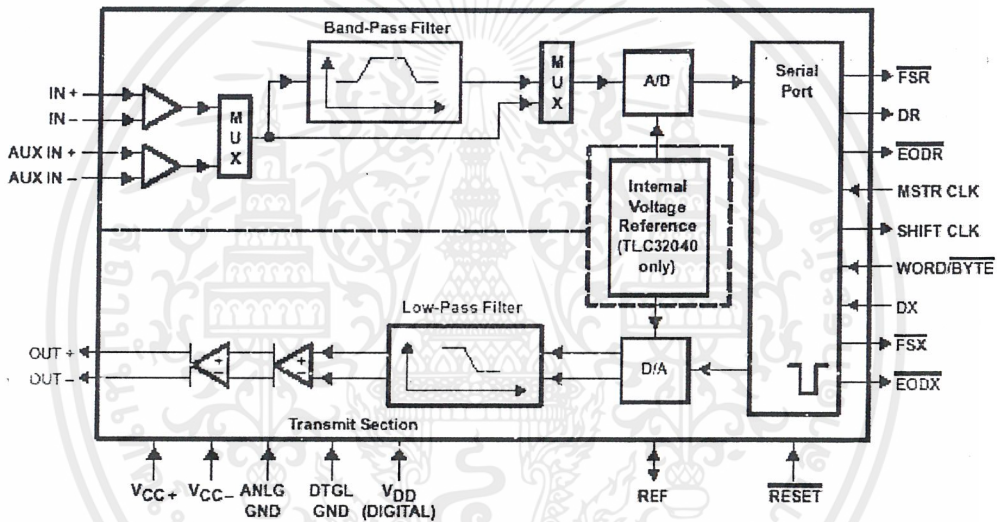 Band-Pass Filter
IN +
IN −
AUX IN +
AUX IN −
M
U
X
M
U
X
A/D
Serial
Port
Internal
Voltage
Reference
(TLC32040
only)
FSR
DR
EODR
MSTR CLK
SHIFT CLK
WORD/BYTE
DX
FSX
EODX
Low-Pass Filter
OUT +
OUT −
D/A
Transmit Section
VCC+
VCC−
ANLG
GND
DTGL
GND
VDD
(DIGITAL)
REF
RESET